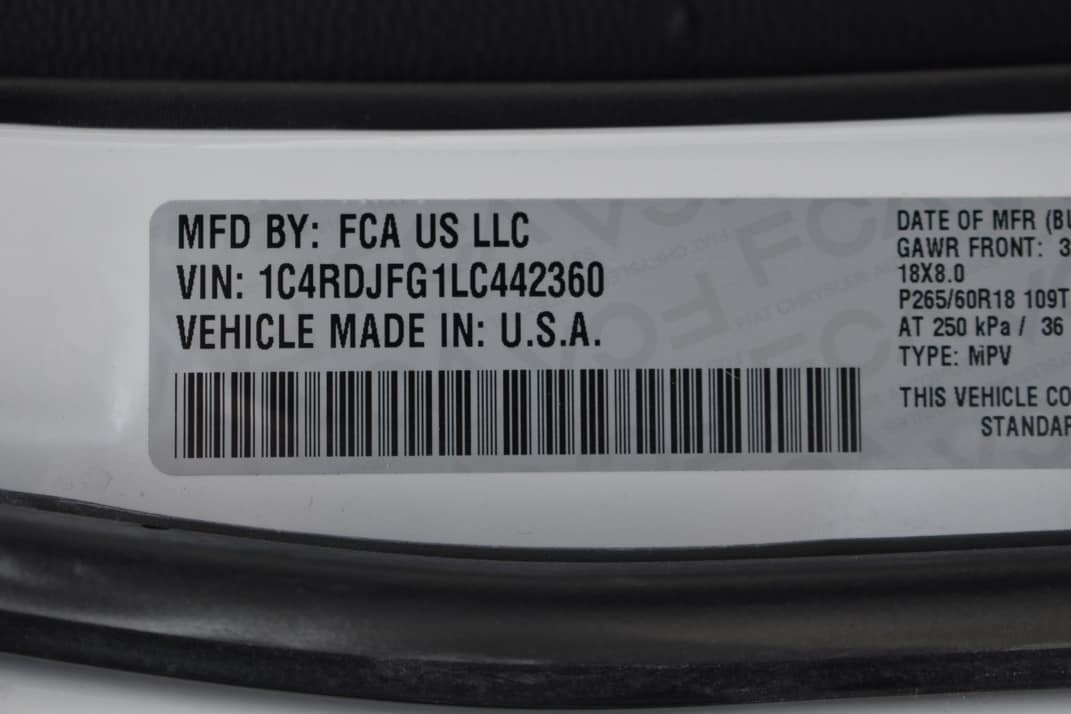 MFD BY: FCA US LLC
VIN: 1C4RDJFG1LC442360
VEHICLE MADE IN: U.S.A.
DATE OF MFR
GAWR FRONT:
18X8.0
P265/60R18 109T
AT 250 kPa / 36
TYPE: MPV
THIS VEHICLE